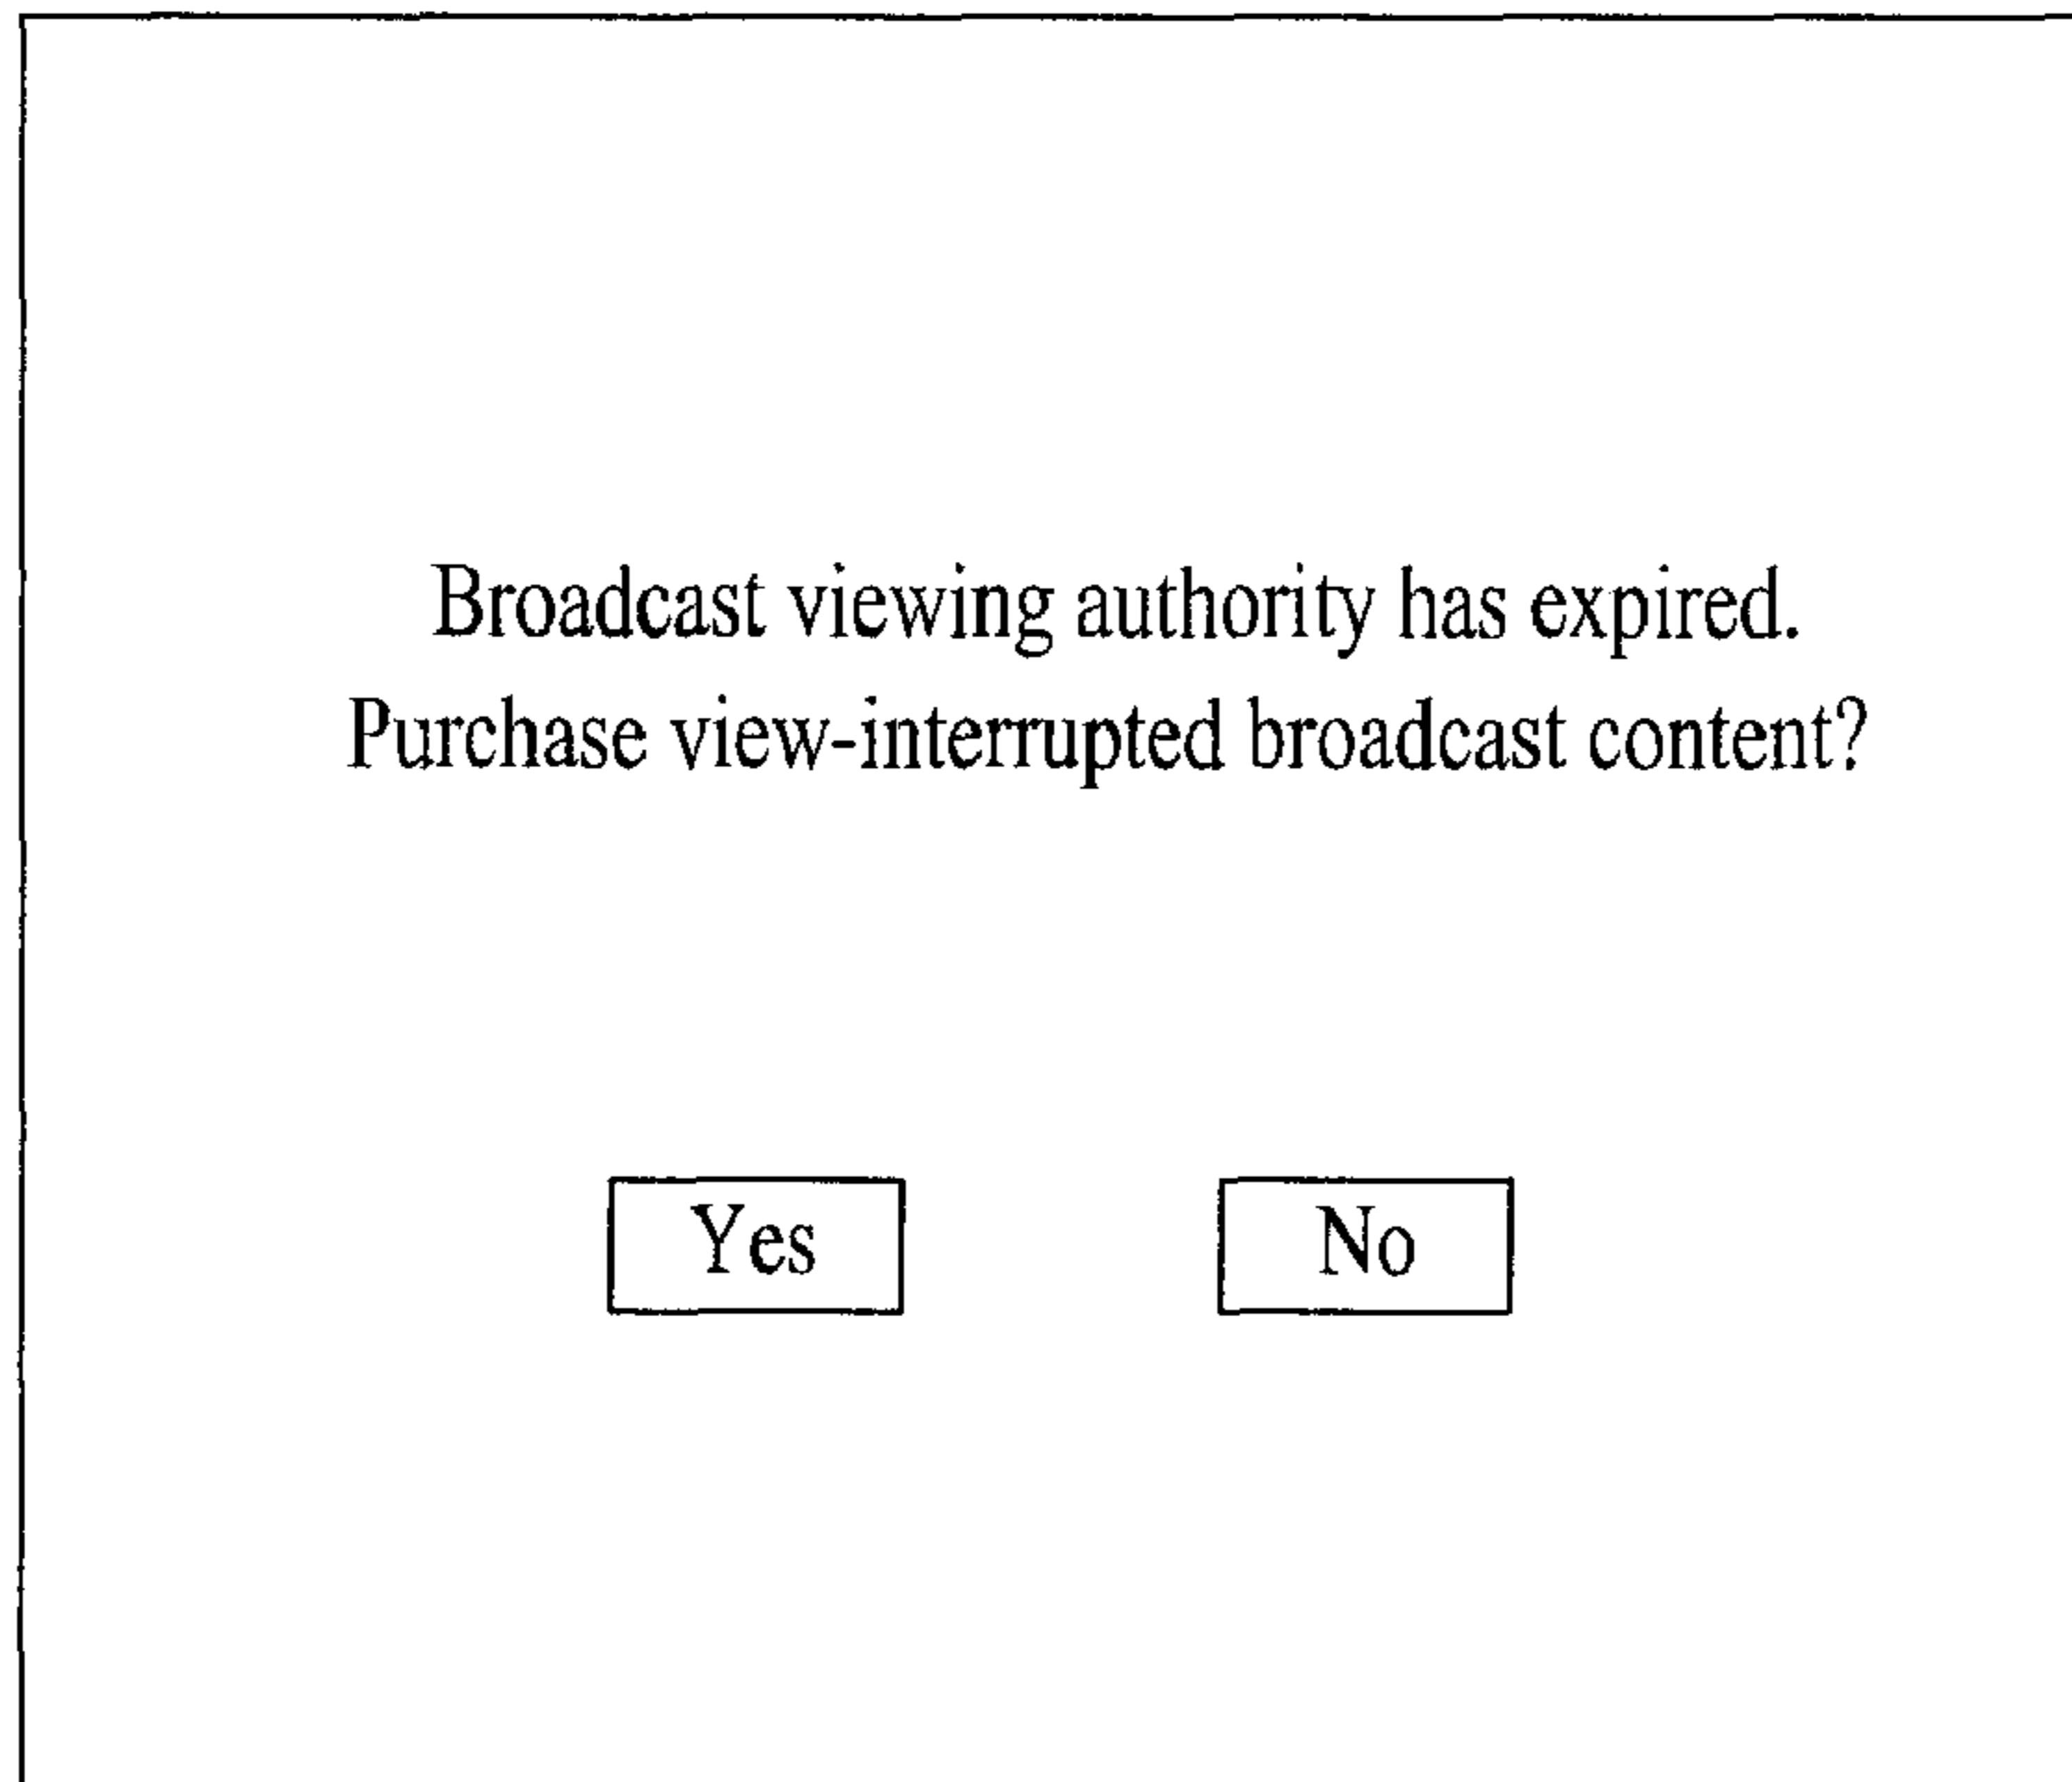 Broadcast viewing authority has expired.
Purchase view-interrupted broadcast content?
Yes No